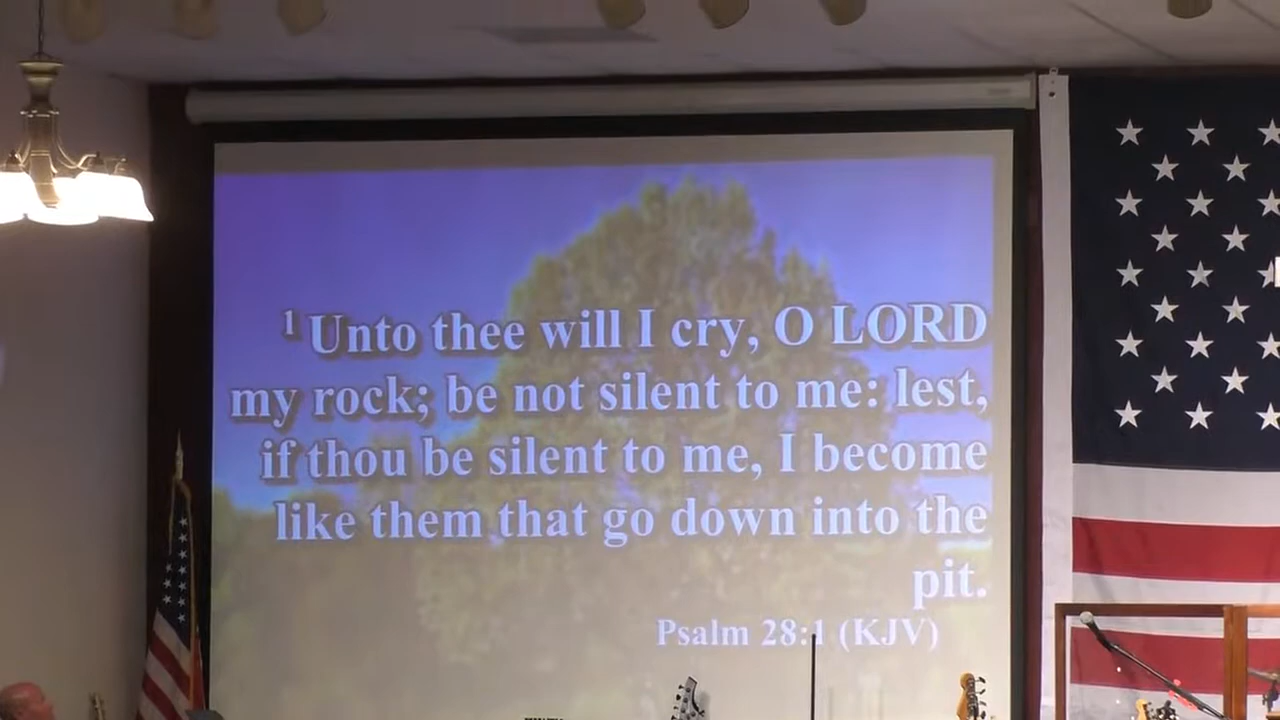 1 Unto thee will I cry, O LORD
my rock; be not silent to me: lest,
if thou be silent to me, I become
like them that go down into the
pit.
Psalm 28:1 (KJV)